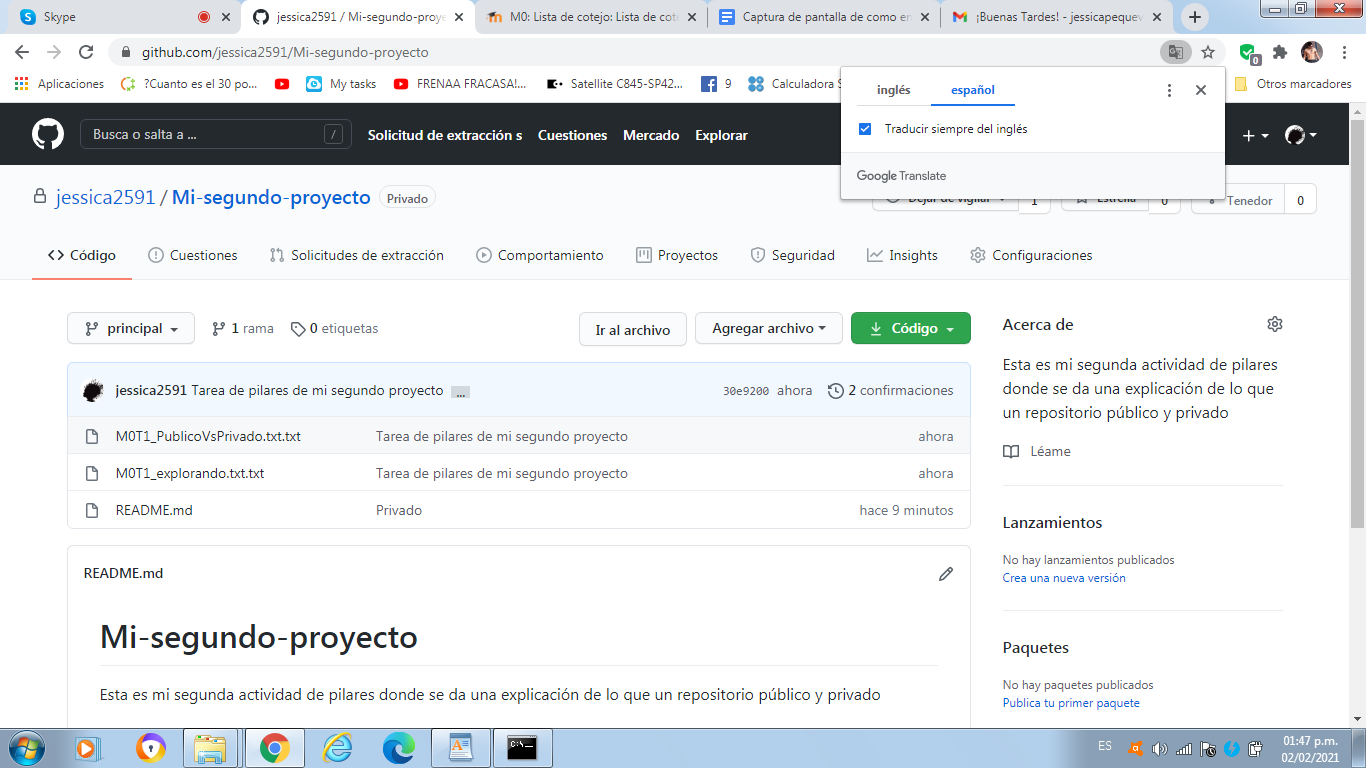 Skype
jessica2591 / Mi-segundo-proye
M0: Lista de cotejo: Lista de cote
Captura de pantalla de como en
¡Buenas Tardes! - jessicapequev
github.com/jessica2591/Mi-segundo-proyecto
0
Aplicaciones
?Cuanto es el 30 po...
My tasks
FRENAA FRACASA!...
Satellite C845-SP42...
9
Calculadora
Otros marcadores
inglés
español
Traducir siempre del inglés
Google Translate
Busca o salta a ...
/
Solicitud de extracción s
Cuestiones
Mercado
Explorar
jessica2591 / Mi-segundo-proyecto
Privado
Dejar de vigilar
1
Estrella
0
Tenedor
0
Código
Cuestiones
Solicitudes de extracción
Comportamiento
Proyectos
Seguridad
Insights
Configuraciones
principal
1 rama
0 etiquetas
Ir al archivo
Agregar archivo
Código
Acerca de
Esta es mi segunda actividad de pilares
donde se da una explicación de lo que
un repositorio público y privado
Léame
jessica2591 Tarea de pilares de mi segundo proyecto ...
30e9200 ahora
2 confirmaciones
M0T1_PublicoVsPrivado.txt.txt
Tarea de pilares de mi segundo proyecto
ahora
M0T1_explorando.txt.txt
Tarea de pilares de mi segundo proyecto
ahora
README.md
Privado
hace 9 minutos
Lanzamientos
No hay lanzamientos publicados
Crea una nueva versión
README.md
Mi-segundo-proyecto
Esta es mi segunda actividad de pilares donde se da una explicación de lo que un repositorio público y privado
Paquetes
No hay paquetes publicados
Publica tu primer paquete
ES
01:47 p.m.
02/02/2021